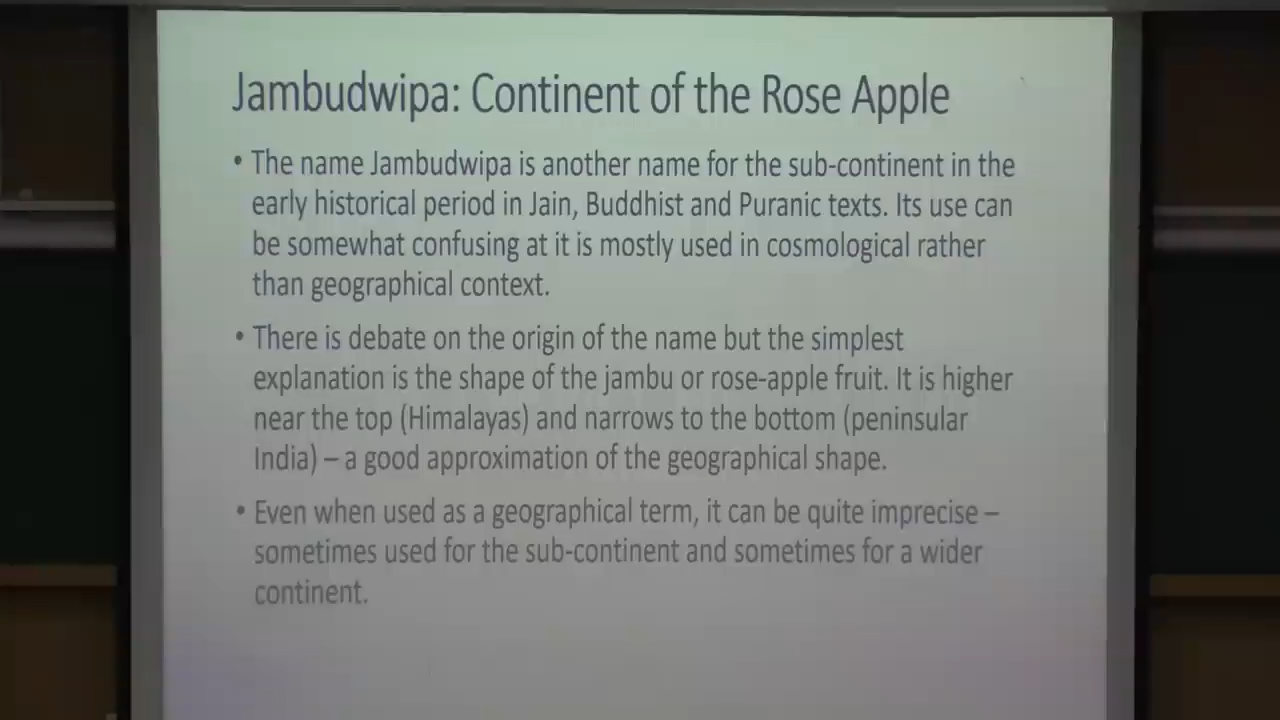 Jambudwipa: Continent of the Rose Apple
• The name Jambudwipa is another name for the sub-continent in the
early historical period in Jain, Buddhist and Puranic texts. Its use can
be somewhat confusing at it is mostly used in cosmological rather
than geographical context.
• There is debate on the origin of the name but the simplest
explanation is the shape of the jambu or rose-apple fruit. It is higher
near the top (Himalayas) and narrows to the bottom (peninsular
India) – a good approximation of the geographical shape.
• Even when used as a geographical term, it can be quite imprecise –
sometimes used for the sub-continent and sometimes for a wider
continent.